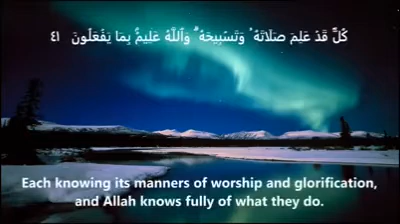 كُلٌّ قَدْ عَلِمَ صَلَاتَهُۥ وَتَسْبِيحَهُۥ ۗ وَٱللَّهُ عَلِيمٌۢ بِمَا يَفْعَلُونَ ٤١
Each knowing its manners of worship and glorification,
and Allah knows fully of what they do.